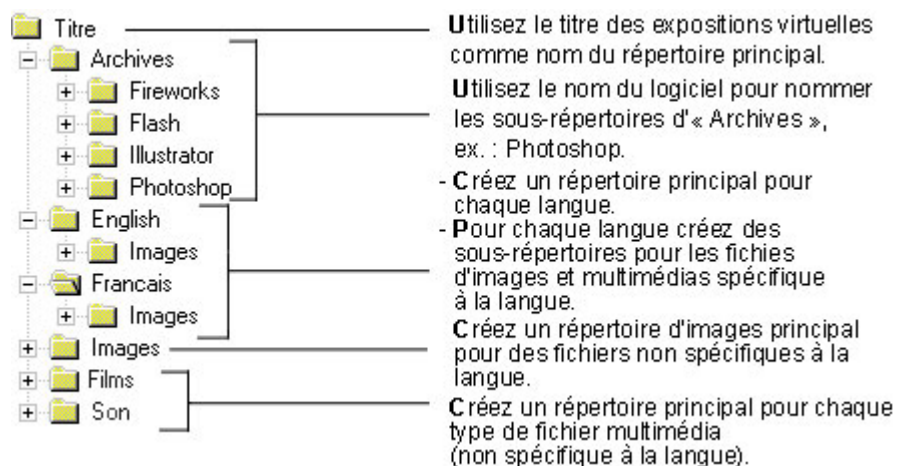 Titre
Archives
Fireworks
Flash
Illustrator
Photoshop
English
Images
Francais
Images
Images
Films
Son
Utilisez le titre des expositions virtuelles
comme nom du répertoire principal.
Utilisez le nom du logiciel pour nommer
les sous-répertoires d'« Archives »,
ex. : Photoshop.
- Créez un répertoire principal pour
chaque langue.
- Pour chaque langue créez des
sous-répertoires pour les fichies
d'images et multimédias spécifique
à la langue.
Créez un répertoire d'images principal
pour des fichiers non spécifiques à la
langue.
Créez un répertoire principal pour chaque
type de fichier multimédia
(non spécifique à la langue).